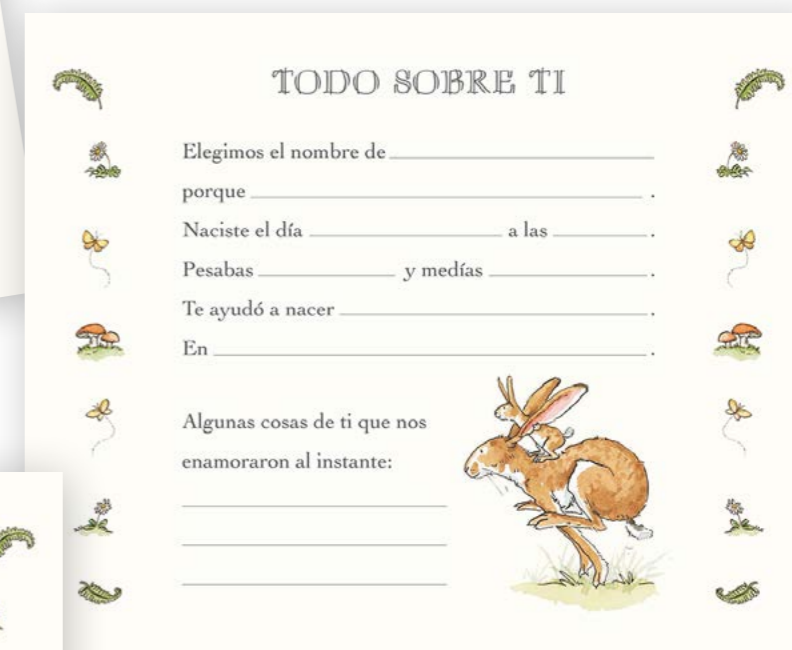 TODO SOBRE TI
Elegimos el nombre de
porque .
Naciste el día a las .
Pesabas y medías .
Te ayudó a nacer .
En .
Algunas cosas de ti que nos
enamoraron al instante: